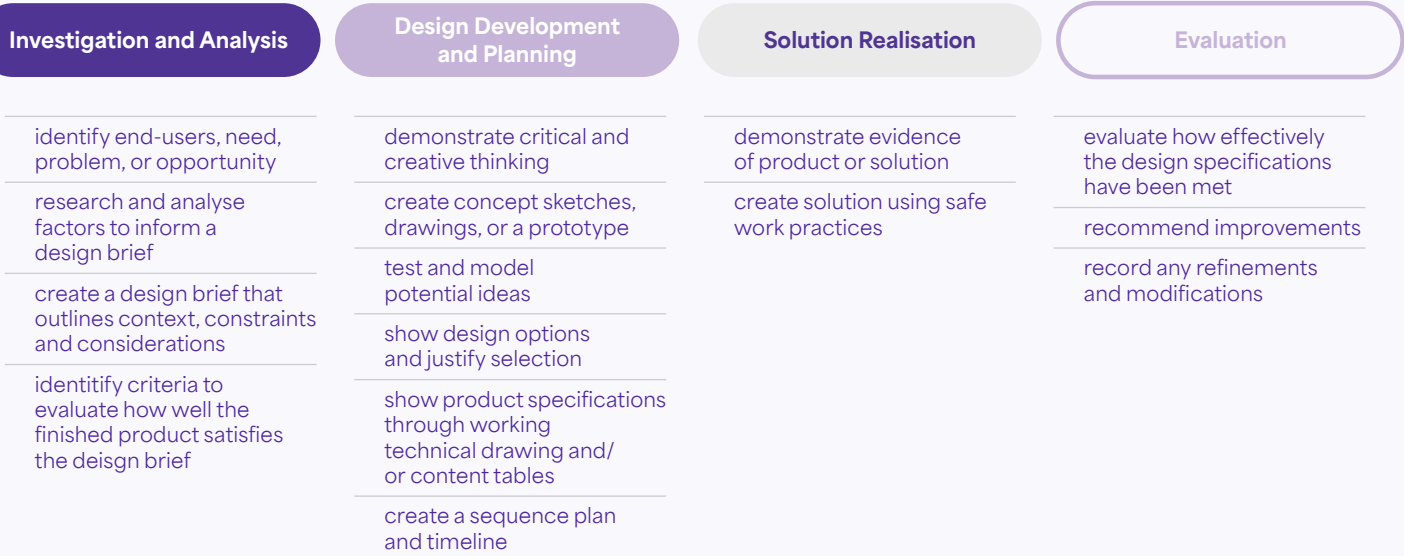 Investigation and Analysis
identify end-users, need,
problem, or opportunity
research and analyse
factors to inform a
design brief
create a design brief that
outlines context, constraints
and considerations
identitify criteria to
evaluate how well the
finished product satisfies
the deisgn brief
Design Development
and Planning
demonstrate critical and
creative thinking
create concept sketches,
drawings, or a prototype
test and model
potential ideas
show design options
and justify selection
show product specifications
through working
technical drawing and/
or content tables
create a sequence plan
and timeline
Solution Realisation
demonstrate evidence
of product or solution
create solution using safe
work practices
Evaluation
evaluate how effectively
the design specifications
have been met
recommend improvements
record any refinements
and modifications